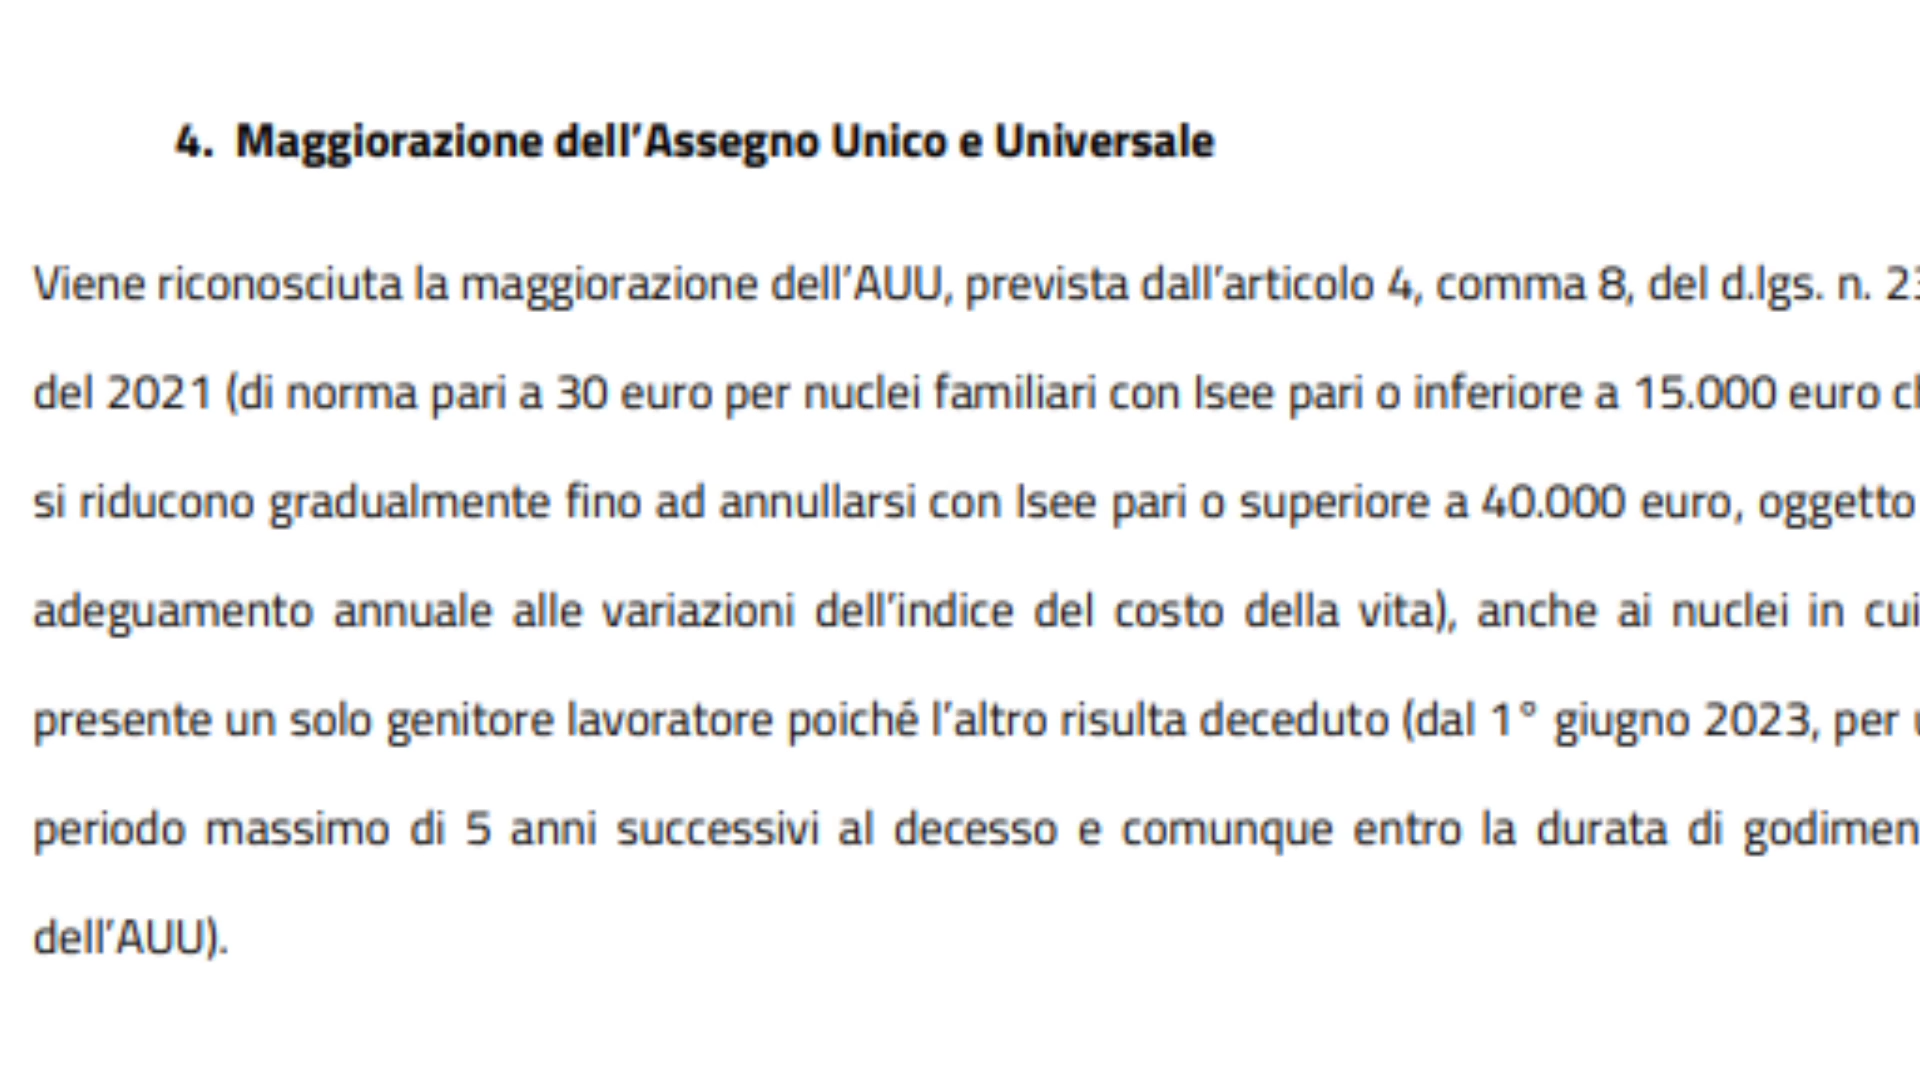 4. Maggiorazione dell’Assegno Unico e Universale
Viene riconosciuta la maggiorazione dell’AUU, prevista dall’articolo 4, comma 8, del d.lgs. n.
del 2021 (di norma pari a 30 euro per nuclei familiari con Isee pari o inferiore a 15.000 euro
si riducono gradualmente fino ad annullarsi con Isee pari o superiore a 40.000 euro, oggetto
adeguamento annuale alle variazioni dell’indice del costo della vita), anche ai nuclei in cui
presente un solo genitore lavoratore poiché l’altro risulta deceduto (dal 1° giugno 2023, per
periodo massimo di 5 anni successivi al decesso e comunque entro la durata di godimen
dell’AUU).